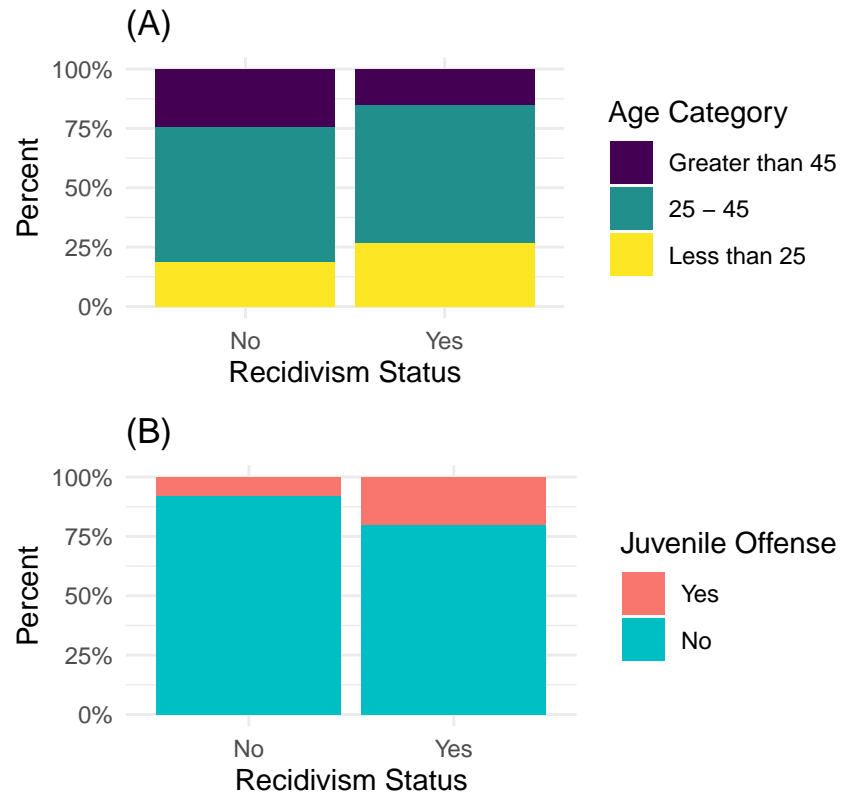 (A)
100%
75%
50%
25%
0%
Percent
No Yes
Recidivism Status
Age Category
Greater than 45
25 – 45
Less than 25
(B)
100%
75%
50%
25%
0%
Percent
No Yes
Recidivism Status
Juvenile Offense
Yes
No